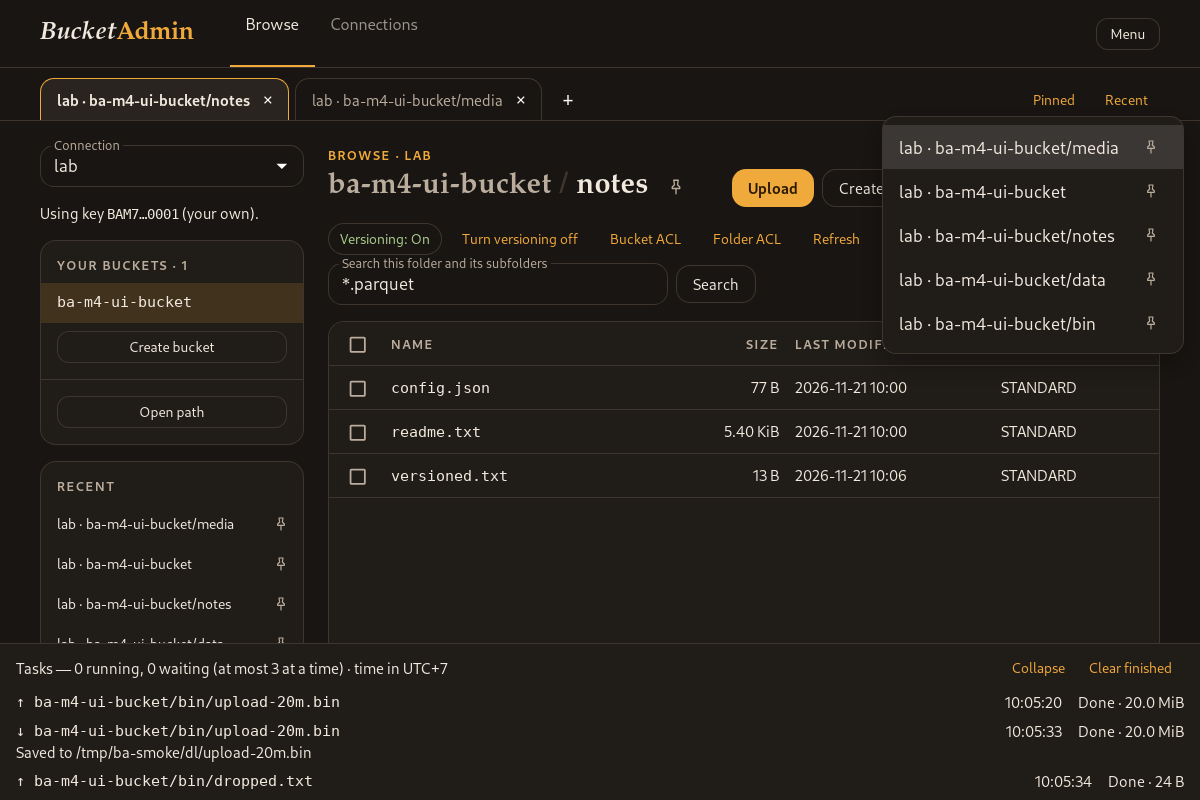 BucketAdmin
Browse
Connections
Menu
lab · ba-m4-ui-bucket/notes ×
lab · ba-m4-ui-bucket/media ×
+
Pinned
Recent
Connection
lab
Using key BAM7…0001 (your own).
YOUR BUCKETS · 1
ba-m4-ui-bucket
Create bucket
Open path
RECENT
lab · ba-m4-ui-bucket/media
lab · ba-m4-ui-bucket
lab · ba-m4-ui-bucket/notes
lab · ba-m4-ui-bucket/data
BROWSE · LAB
ba-m4-ui-bucket / notes
Upload
Create
Versioning: On
Turn versioning off
Bucket ACL
Folder ACL
Refresh
Search this folder and its subfolders
*.parquet
Search
lab · ba-m4-ui-bucket/media
lab · ba-m4-ui-bucket
lab · ba-m4-ui-bucket/notes
lab · ba-m4-ui-bucket/data
lab · ba-m4-ui-bucket/bin
NAME SIZE LAST MODIF
config.json 77 B 2026-11-21 10:00 STANDARD
readme.txt 5.40 KiB 2026-11-21 10:00 STANDARD
versioned.txt 13 B 2026-11-21 10:06 STANDARD
Tasks — 0 running, 0 waiting (at most 3 at a time) · time in UTC+7
Collapse
Clear finished
↑ ba-m4-ui-bucket/bin/upload-20m.bin 10:05:20 Done · 20.0 MiB
↓ ba-m4-ui-bucket/bin/upload-20m.bin 10:05:33 Done · 20.0 MiB
Saved to /tmp/ba-smoke/dl/upload-20m.bin
↑ ba-m4-ui-bucket/bin/dropped.txt 10:05:34 Done · 24 B